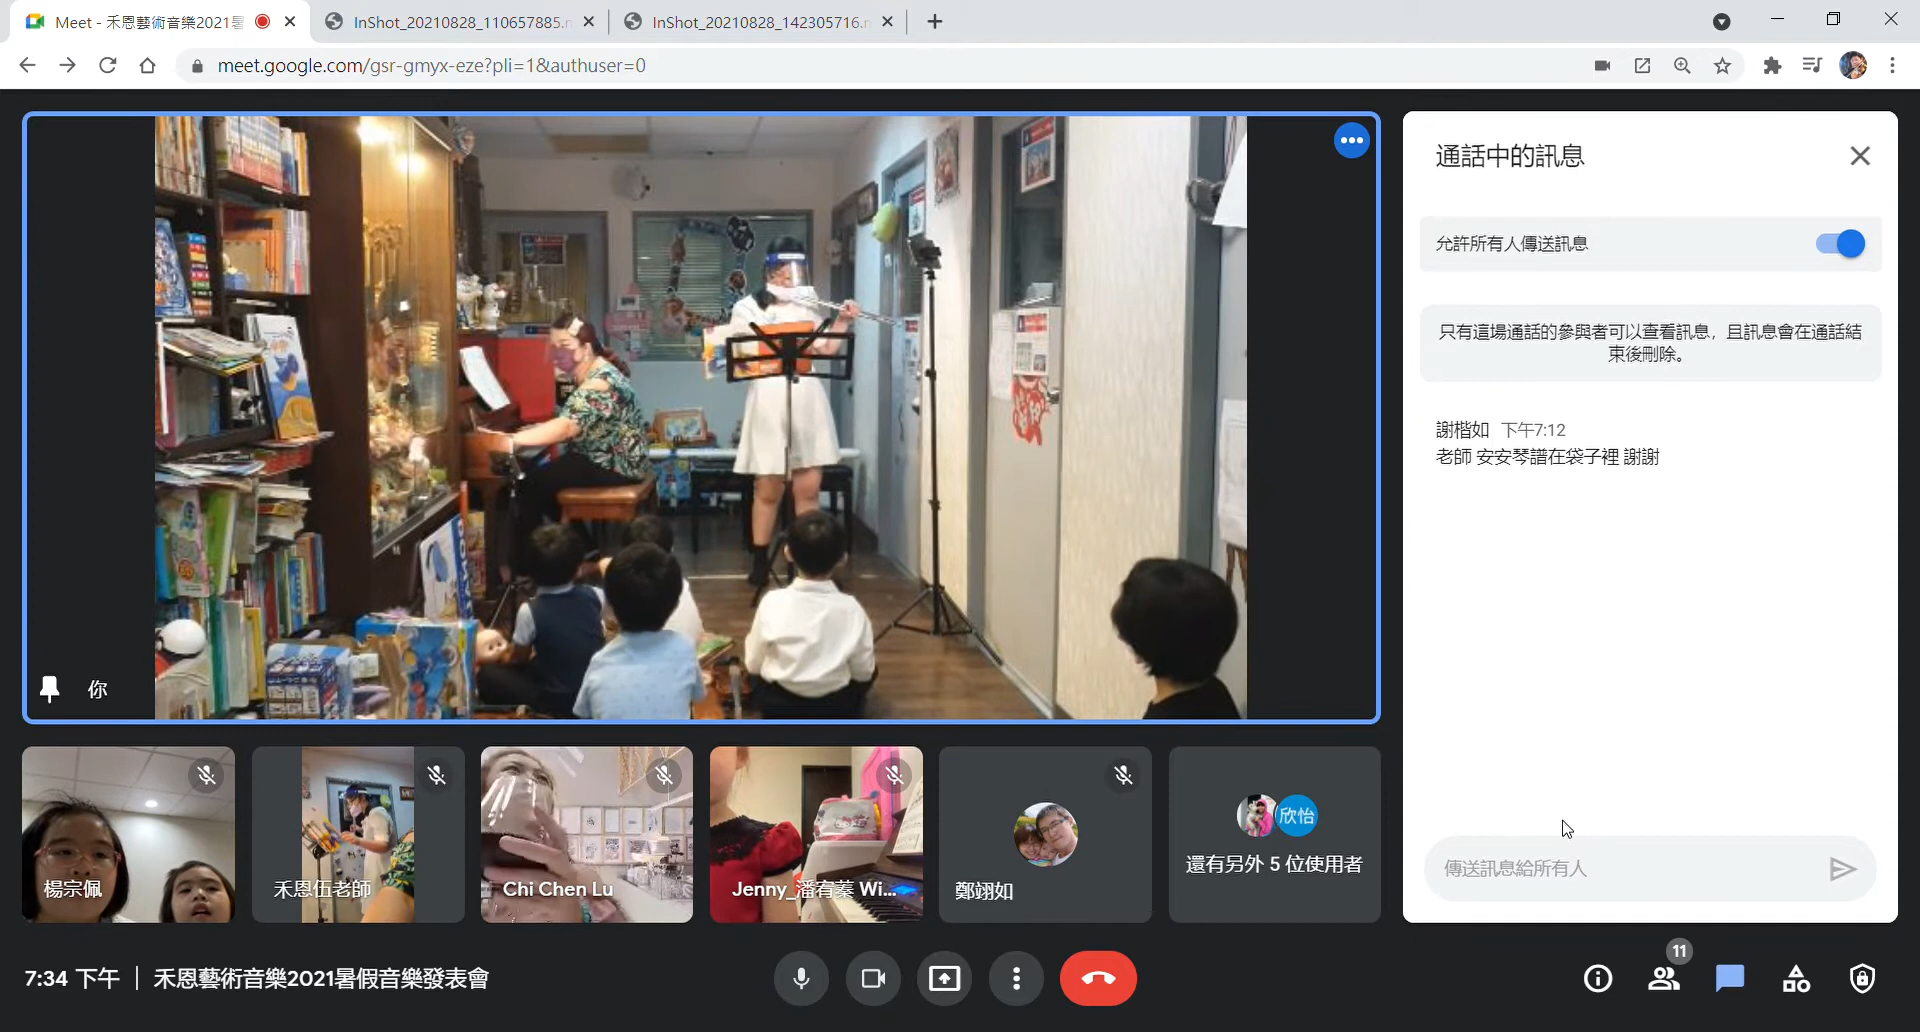 Meet - 禾恩藝術音樂2021暑
InShot_20210828_110657885.
InShot_20210828_142305716.
meet.google.com/gsr-gmyx-eze?pli=1&authuser=0
你
通話中的訊息
允許所有人傳送訊息
只有這場通話的參與者可以查看訊息，且訊息會在通話結
束後刪除。
謝楷如 下午7:12
老師 安安琴譜在袋子裡 謝謝
傳送訊息給所有人
楊宗佩
禾恩伍老師
Chi Chen Lu
Jenny_潘宥蓁 Wi...
鄭翊如
欣怡
還有另外 5 位使用者
7:34 下午 | 禾恩藝術音樂2021暑假音樂發表會
11